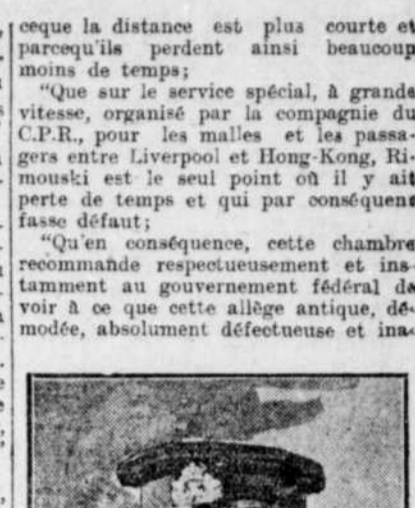 ceque la distance est plus courte et
parcequ'ils perdent ainsi beaucoup
moins de temps;
"Que sur le service spécial, à grande
vitesse, organisé par la compagnie du
C.P.R., pour les malles et les passa-
gers entre Liverpool et Hong-Kong, Ri-
mouski est le seul point où il y ait
perte de temps et qui par conséquent
fasse défaut;
"Qu'en conséquence, cette chambre
recommande respectueusement et ins-
tamment au gouvernement fédéral de
voir à ce que cette allège antique, dé-
modée, absolument défectueuse et ina-